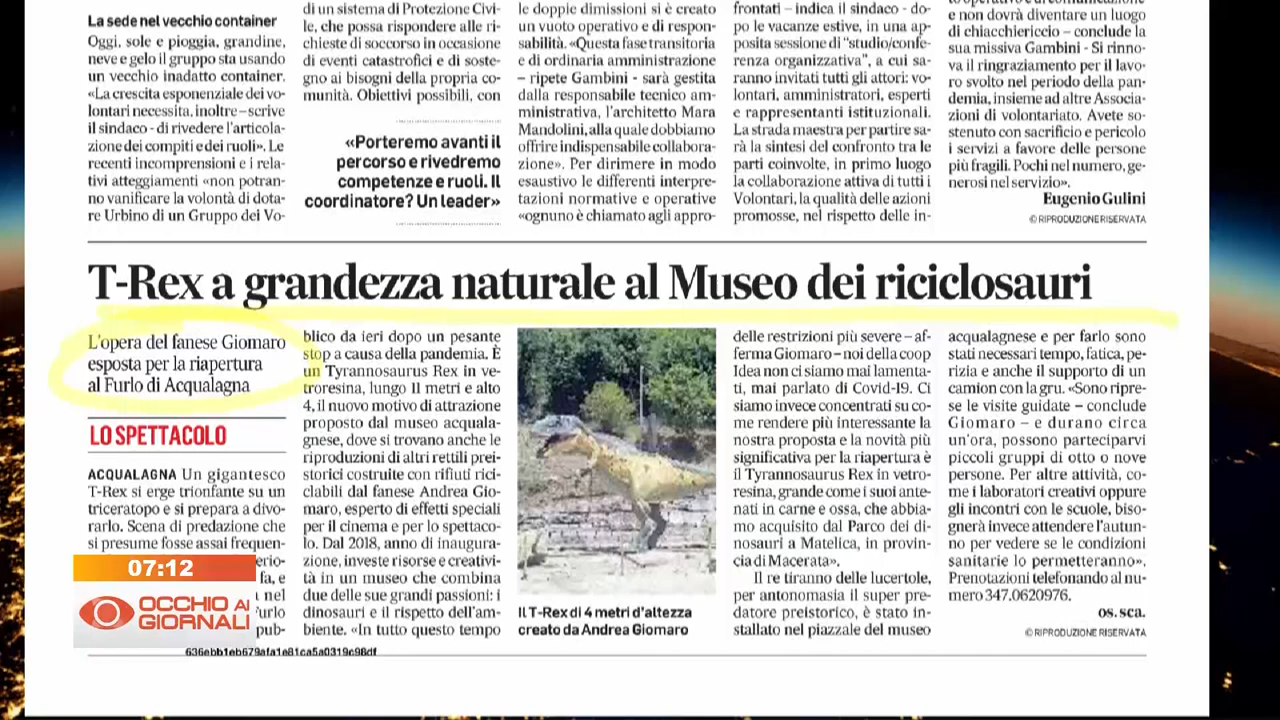 La sede nel vecchio container
Oggi, sole e pioggia, grandine,
neve e gelo il gruppo sta usando
un vecchio inadatto container.
«La crescita esponenziale dei vo-
lontari necessita, inoltre – scrive
il sindaco - di rivedere l'articola-
zione dei compiti e dei ruoli». Le
recenti incomprensioni e i rela-
tivi atteggiamenti «non potran-
no vanificare la volontà di dota-
re Urbino di un Gruppo dei Vo-
di un sistema di Protezione Civi-
le, che possa rispondere alle ri-
chieste di soccorso in occasione
di eventi catastrofici e di soste-
gno ai bisogni della propria co-
munità. Obiettivi possibili, con
«Porteremo avanti il
percorso e rivedremo
competenze e ruoli. Il
coordinatore? Un leader»
le doppie dimissioni si è creato
un vuoto operativo e di respon-
sabilità. «Questa fase transitoria
e di ordinaria amministrazione
– ripete Gambini - sarà gestita
dalla responsabile tecnico am-
ministrativa, l'architetto Mara
Mandolini, alla quale dobbiamo
offrire indispensabile collabora-
zione». Per dirimere in modo
esaustivo le differenti interpre-
tazioni normative e operative
«ognuno è chiamato agli appro-
frontati – indica il sindaco - do-
po le vacanze estive, in una ap-
posita sessione di "studio/confe-
renza organizzativa", a cui sa-
ranno invitati tutti gli attori: vo-
lontari, amministratori, esperti
e rappresentanti istituzionali.
La strada maestra per partire sa-
rà la sintesi del confronto tra le
parti coinvolte, in primo luogo
la collaborazione attiva di tutti i
Volontari, la qualità delle azioni
promosse, nel rispetto delle in-
e non dovrà diventare un luogo
di chiacchiericcio – conclude la
sua missiva Gambini - Si rinno-
va il ringraziamento per il lavo-
ro svolto nel periodo della pan-
demia, insieme ad altre Associa-
zioni di volontariato. Avete so-
stenuto con sacrificio e pericolo
i servizi a favore delle persone
più fragili. Pochi nel numero, ge-
nerosi nel servizio».
Eugenio Gulini
© RIPRODUZIONE RISERVATA
T-Rex a grandezza naturale al Museo dei riciclosauri
L'opera del fanese Giomaro
esposta per la riapertura
al Furlo di Acqualagna
LO SPETTACOLO
ACQUALAGNA Un gigantesco
T-Rex si erge trionfante su un
triceratopo e si prepara a divo-
rarlo. Scena di predazione che
si presume fosse assai frequen-
erio-
fa, e
nel
urlo
pub-
blico da ieri dopo un pesante
stop a causa della pandemia. È
un Tyrannosaurus Rex in ve-
troresina, lungo 11 metri e alto
4, il nuovo motivo di attrazione
proposto dal museo acquala-
gnese, dove si trovano anche le
riproduzioni di altri rettili prei-
storici costruite con rifiuti rici-
clabili dal fanese Andrea Gio-
maro, esperto di effetti speciali
per il cinema e per lo spettaco-
lo. Dal 2018, anno di inaugura-
zione, investe risorse e creativi-
tà in un museo che combina
due delle sue grandi passioni: i
dinosauri e il rispetto dell'am-
biente. «In tutto questo tempo
Il T-Rex di 4 metri d'altezza
creato da Andrea Giomaro
delle restrizioni più severe – af-
ferma Giomaro – noi della coop
Idea non ci siamo mai lamenta-
ti, mai parlato di Covid-19. Ci
siamo invece concentrati su co-
me rendere più interessante la
nostra proposta e la novità più
significativa per la riapertura è
il Tyrannosaurus Rex in vetro-
resina, grande come i suoi ante-
nati in carne e ossa, che abbia-
mo acquisito dal Parco dei di-
nosauri a Matelica, in provin-
cia di Macerata».
Il re tiranno delle lucertole,
per antonomasia il super pre-
datore preistorico, è stato in-
stallato nel piazzale del museo
acqualagnese e per farlo sono
stati necessari tempo, fatica, pe-
rizia e anche il supporto di un
camion con la gru. «Sono ripre-
se le visite guidate – conclude
Giomaro – e durano circa
un'ora, possono parteciparvi
piccoli gruppi di otto o nove
persone. Per altre attività, co-
me i laboratori creativi oppure
gli incontri con le scuole, biso-
gnerà invece attendere l'autun-
no per vedere se le condizioni
sanitarie lo permetteranno».
Prenotazioni telefonando al nu-
mero 347.0620976.
os.sca.
© RIPRODUZIONE RISERVATA
07:12
OCCHIO AI
GIORNALI
636ebb1eb679afa1e81ca5a0319c98df